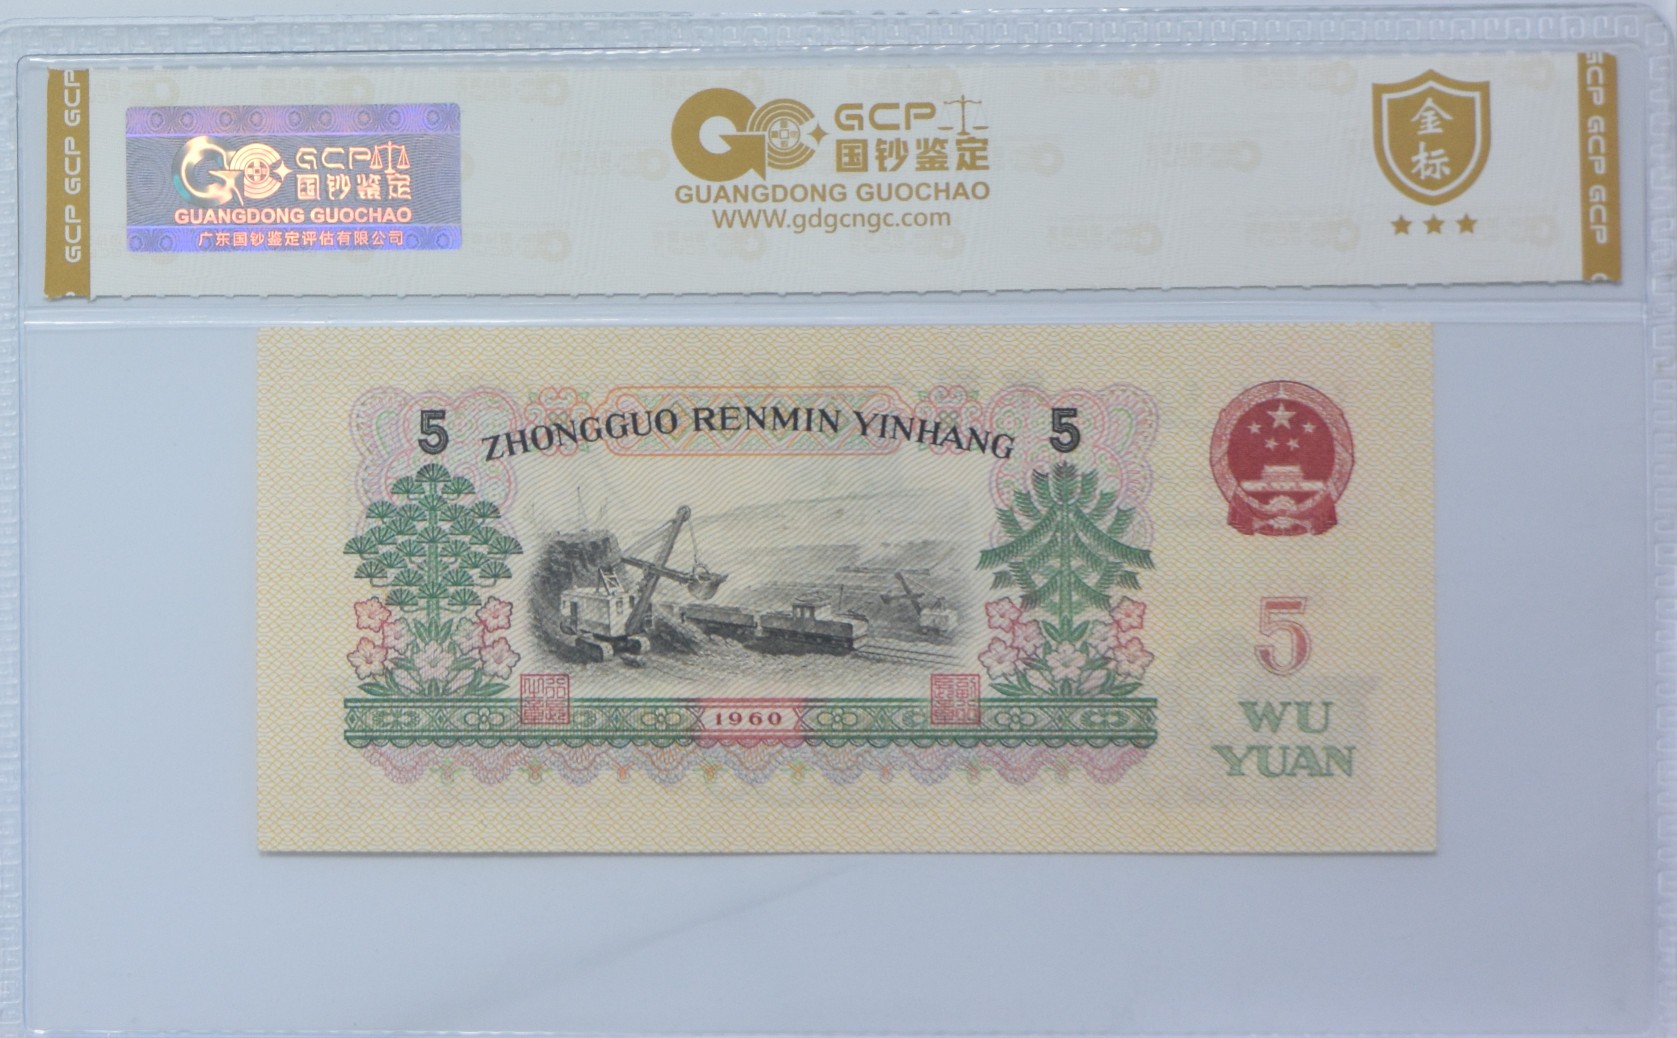 GCP GCP GCP
GCP
国钞鉴定
GUANGDONG GUOCHAO
广东国钞鉴定评估有限公司
GCP
国钞鉴定
GUANGDONG GUOCHAO
WWW.gdgcngc.com
金
标
GCP GCP GCP
5 ZHONGGUO RENMIN YINHANG 5
1960
5
WU
YUAN